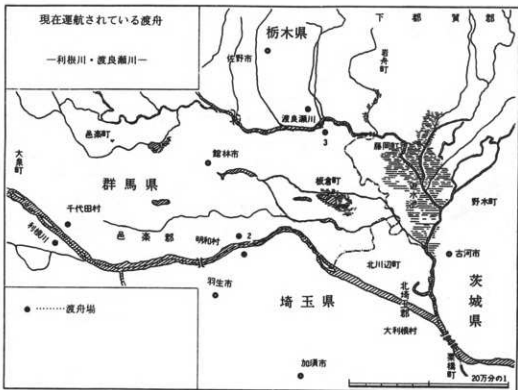 現在運航されている渡舟
―利根川・渡良瀬川―
栃木県
下都賀郡
佐野市
岩舟町
渡良瀬川
3
邑楽町
藤岡町
大泉町
館林市
板倉町
群馬県
野木町
千代田村
邑楽郡
明和村
2
利根川
北川辺町
古河市
羽生市
埼玉県
北埼玉郡
茨城県
大利根村
栗橋町
●………渡舟場
加須市
20万分の1